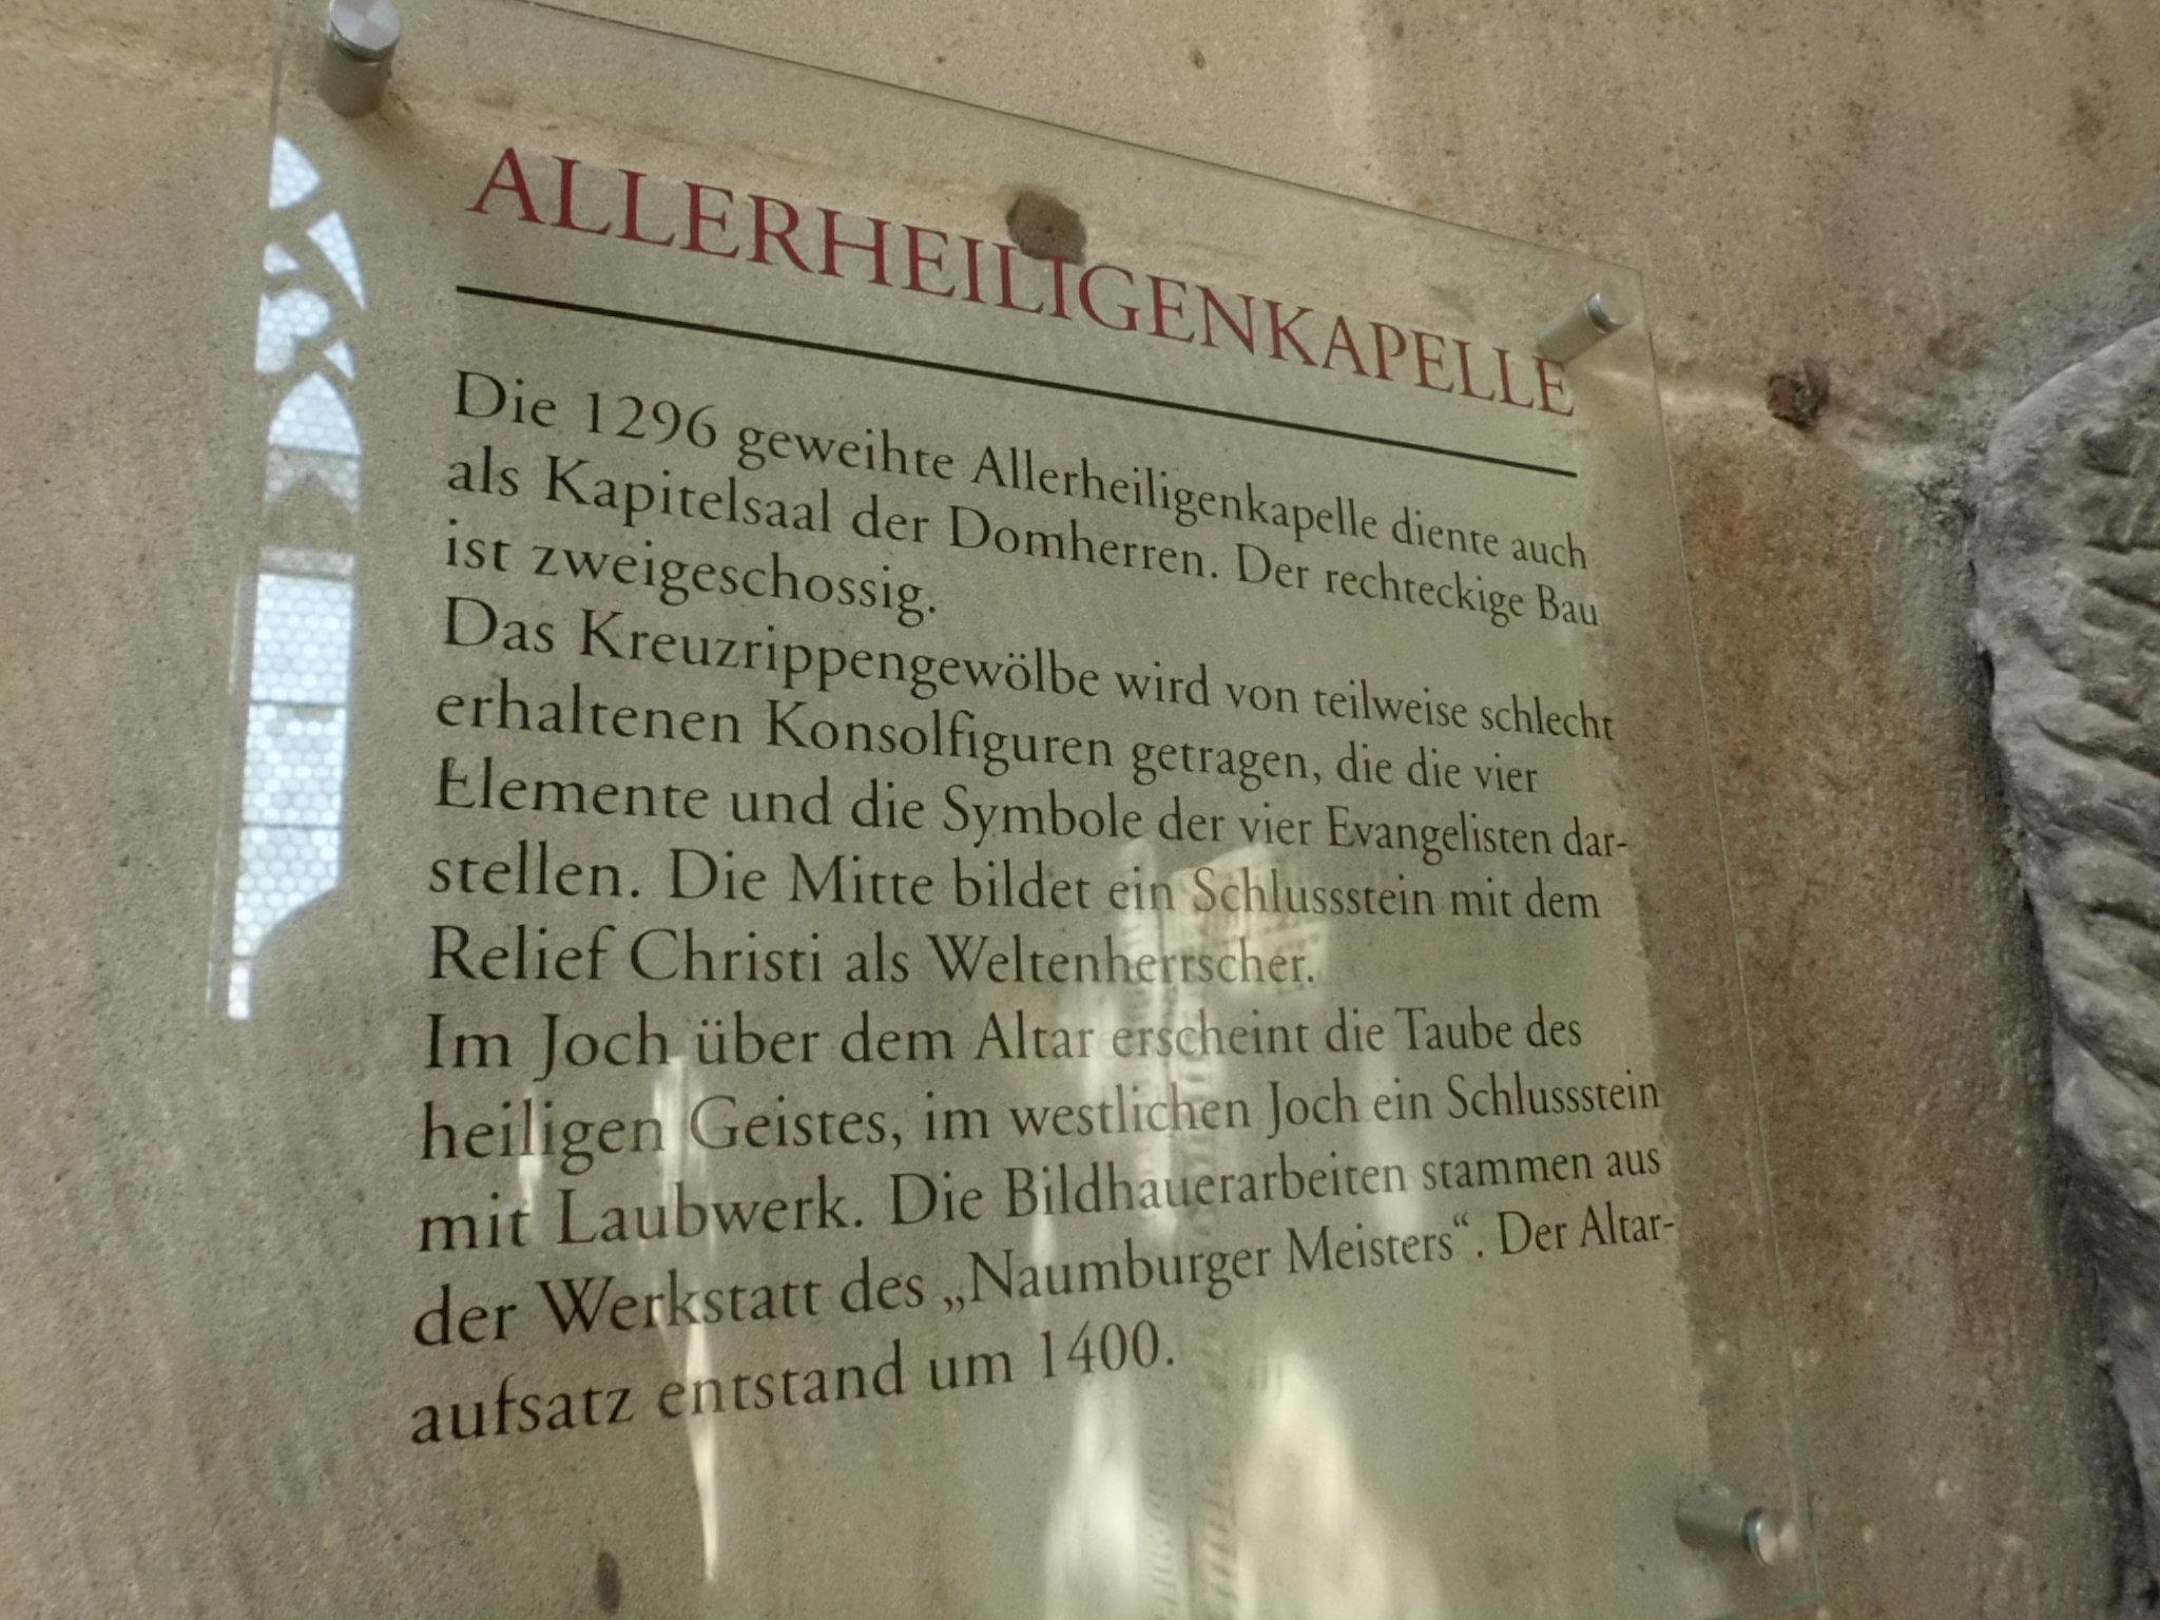 ALLERHEILIGENKAPELLE
Die 1296 geweihte Allerheiligenkapelle diente auch
als Kapitelsaal der Domherren. Der rechteckige Bau
ist zweigeschossig.
Das Kreuzrippengewölbe wird von teilweise schlecht
erhaltenen Konsolfiguren getragen, die die vier
Elemente und die Symbole der vier Evangelisten dar-
stellen. Die Mitte bildet ein Schlussstein mit dem
Relief Christi als Weltenherrscher.
Im Joch über dem Altar erscheint die Taube des
heiligen Geistes, im westlichen Joch ein Schlussstein
mit Laubwerk. Die Bildhauerarbeiten stammen aus
der Werkstatt des „Naumburger Meisters“. Der Altar-
aufsatz entstand um 1400.